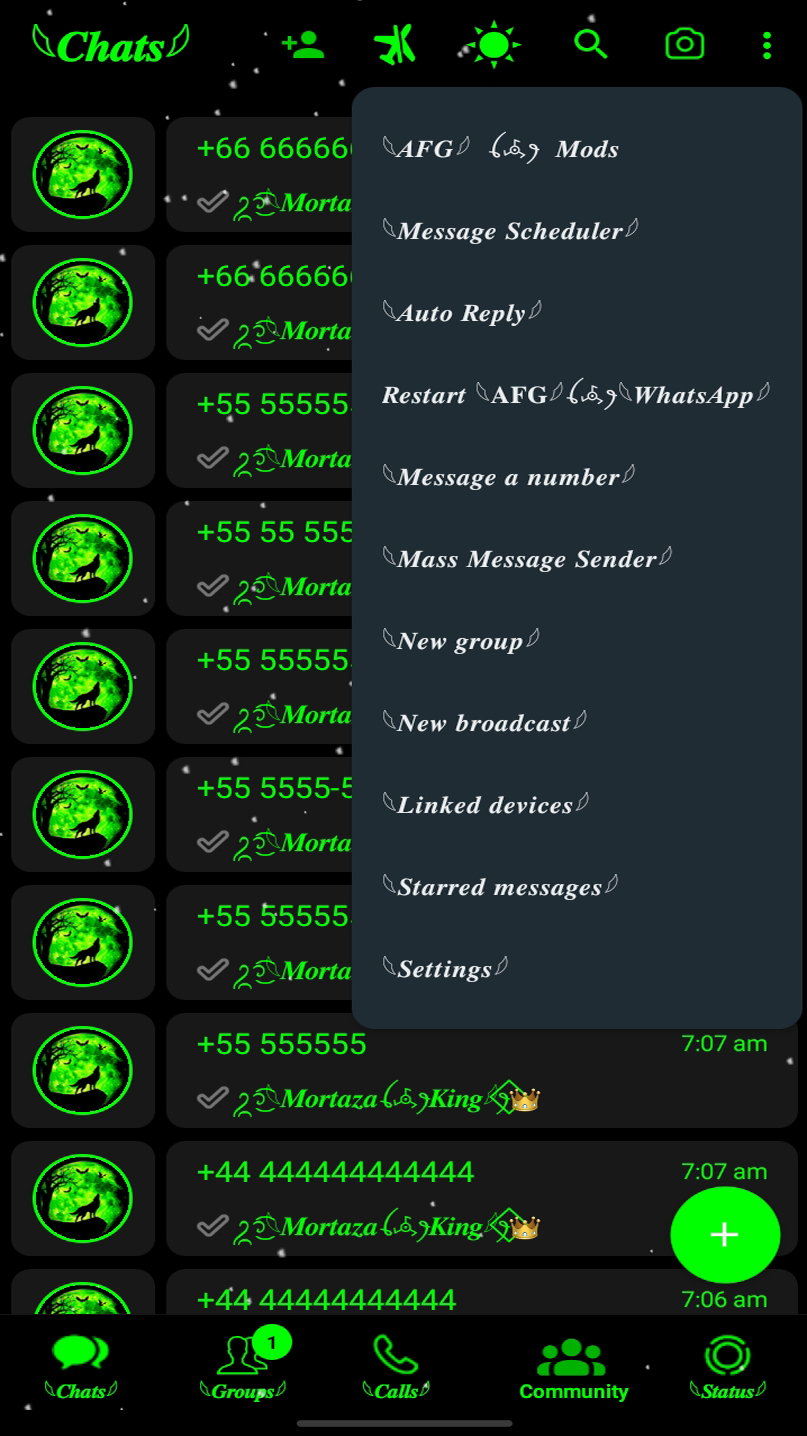 Chats
+66 66666
Morta
+66 66666
Morta
+55 55555
Morta
+55 55 555
Morta
+55 55555
Morta
+55 5555-5
Morta
+55 55555
Morta
+55 555555 7:07 am
Mortaza King 👑
+44 444444444444 7:07 am
Mortaza King 👑
+44 44444444444 7:06 am
AFG Mods
Message Scheduler
Auto Reply
Restart AFG WhatsApp
Message a number
Mass Message Sender
New group
New broadcast
Linked devices
Starred messages
Settings
+
1
Chats Groups Calls Community Status